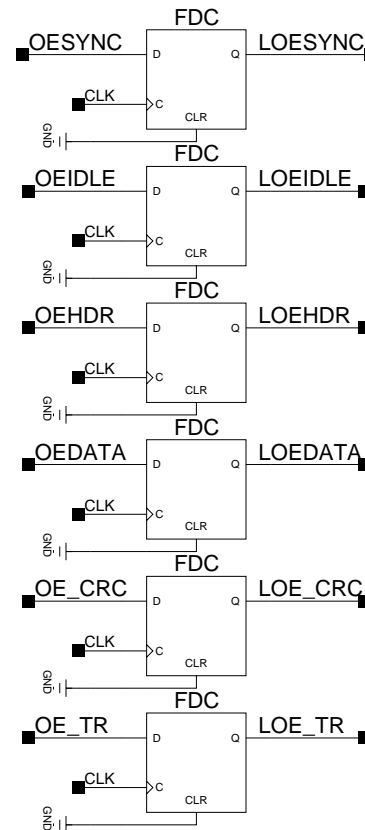 FDC
OESYNC D Q LOESYNC
CLK C
CLR
GND
FDC
OEIDLE D Q LOEIDLE
CLK C
CLR
GND
FDC
OEHDR D Q LOEHDR
CLK C
CLR
GND
FDC
OEDATA D Q LOEDATA
CLK C
CLR
GND
FDC
OE_CRC D Q LOE_CRC
CLK C
CLR
GND
FDC
OE_TR D Q LOE_TR
CLK C
CLR
GND